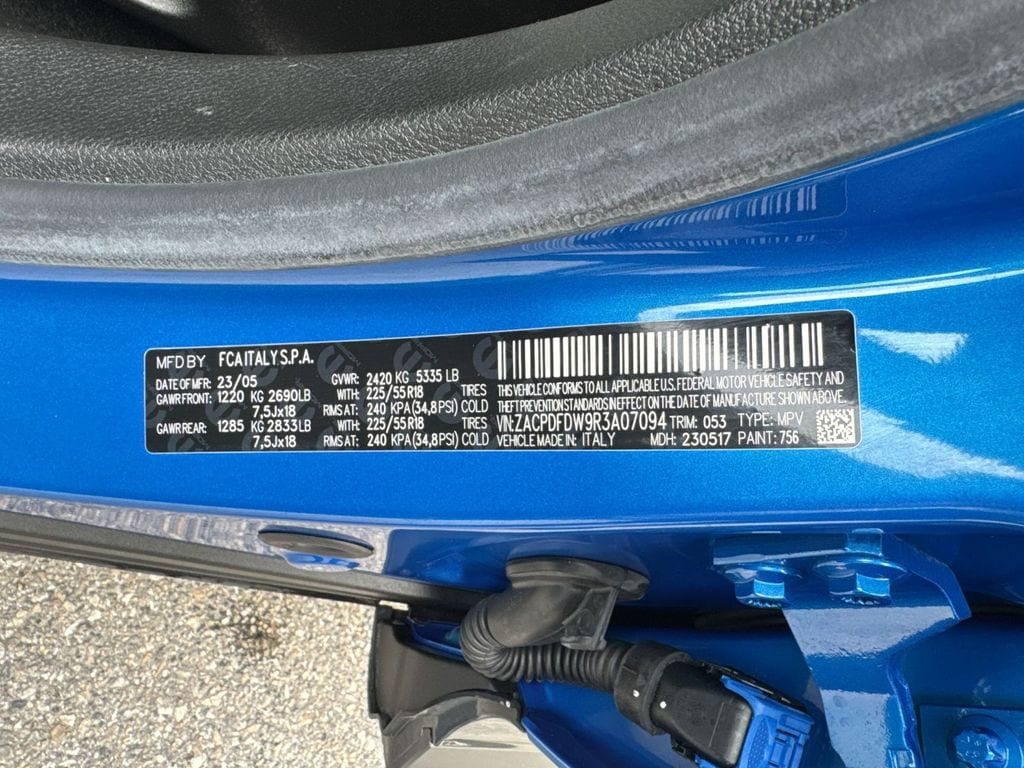 MFD BY FCA ITALY S.P.A.
DATE OF MFR: 23/05 GVWR: 2420 KG 5335 LB
GAWR FRONT: 1220 KG 2690LB WITH: 225/55R18 TIRES
7,5Jx18 RIMS AT: 240 KPA(34,8PSI) COLD
GAWR REAR: 1285 KG 2833LB WITH: 225/55R18 TIRES
7,5Jx18 RMS AT: 240 KPA(34,8PSI) COLD
THIS VEHICLE CONFORMS TO ALL APPLICABLE U.S. FEDERAL MOTOR VEHICLE SAFETY AND
THEFT PREVENTION STANDARDS IN EFFECT ON THE DATE OF MANUFACTURE SHOWN ABOVE.
VIN: ZACPDFDW9R3A07094 TRIM: 053 TYPE: MPV
VEHICLE MADE IN: ITALY MDH: 230517 PAINT: 756